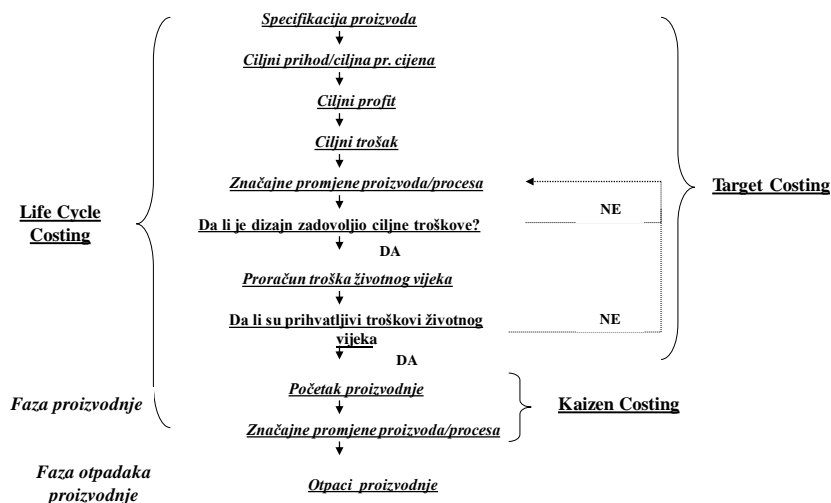 Specifikacija proizvoda
Ciljni prihod/ciljna pr. cijena
Ciljni profit
Ciljni trošak
Značajne promjene proizvoda/procesa
Target Costing
Life Cycle
Costing
NE
Da li je dizajn zadovoljio ciljne troškove?
DA
Proračun troška životnog vijeka
Da li su prihvatljivi troškovi životnog
vijeka
NE
DA
Početak proizvodnje
Faza proizvodnje
Kaizen Costing
Značajne promjene proizvoda/procesa
Faza otpadaka
proizvodnje
Otpaci proizvodnje